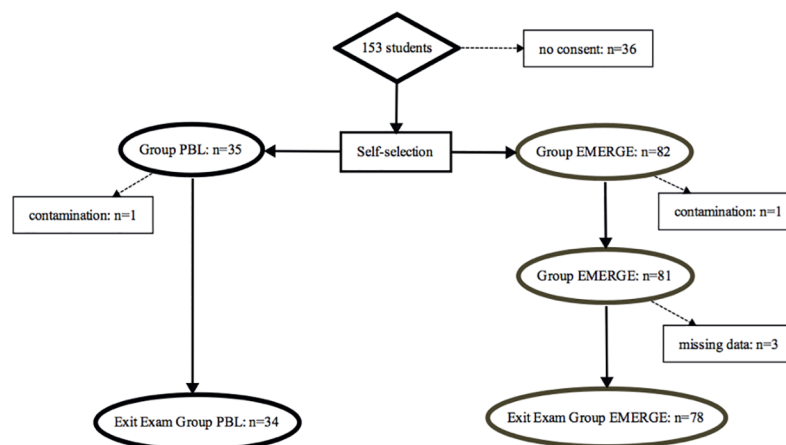 153 students
no consent: n=36
Group PBL: n=35
Self-selection
Group EMERGE: n=82
contamination: n=1
contamination: n=1
Group EMERGE: n=81
missing data: n=3
Exit Exam Group PBL: n=34
Exit Exam Group EMERGE: n=78